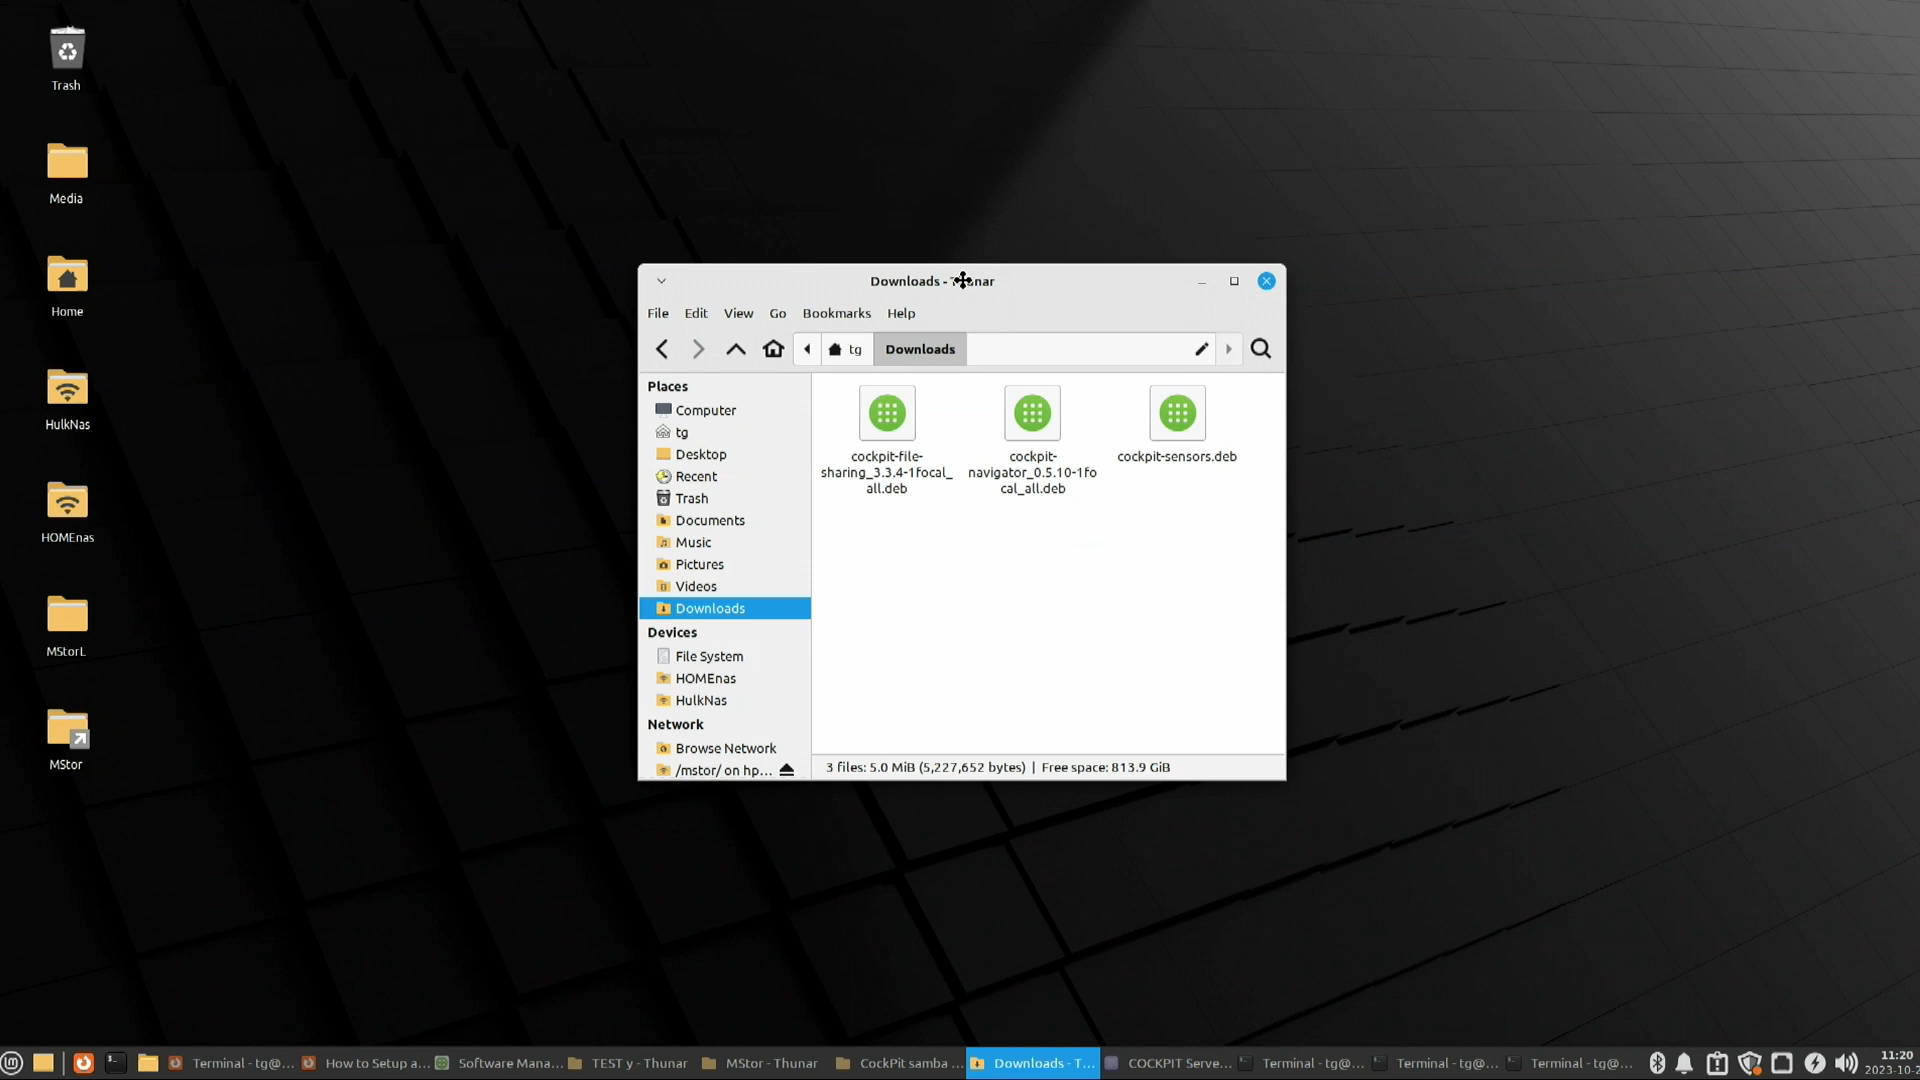 Trash
Media
Home
HulkNas
HOMEnas
MStorL
MStor
Downloads - Thunar
File Edit View Go Bookmarks Help
tg Downloads
Places
Computer
tg
Desktop
Recent
Trash
Documents
Music
Pictures
Videos
Downloads
Devices
File System
HOMEnas
HulkNas
Network
Browse Network
/mstor/ on hp...
cockpit-file-
sharing_3.3.4-1focal_
all.deb
cockpit-
navigator_0.5.10-1fo
cal_all.deb
cockpit-sensors.deb
3 files: 5.0 MiB (5,227,652 bytes) | Free space: 813.9 GiB
Terminal - tg@... How to Setup a... Software Mana... TEST y - Thunar MStor - Thunar CockPit samba ... Downloads - T... COCKPIT Serve... Terminal - tg@... Terminal - tg@... Terminal - tg@...
11:20
2023-10-2